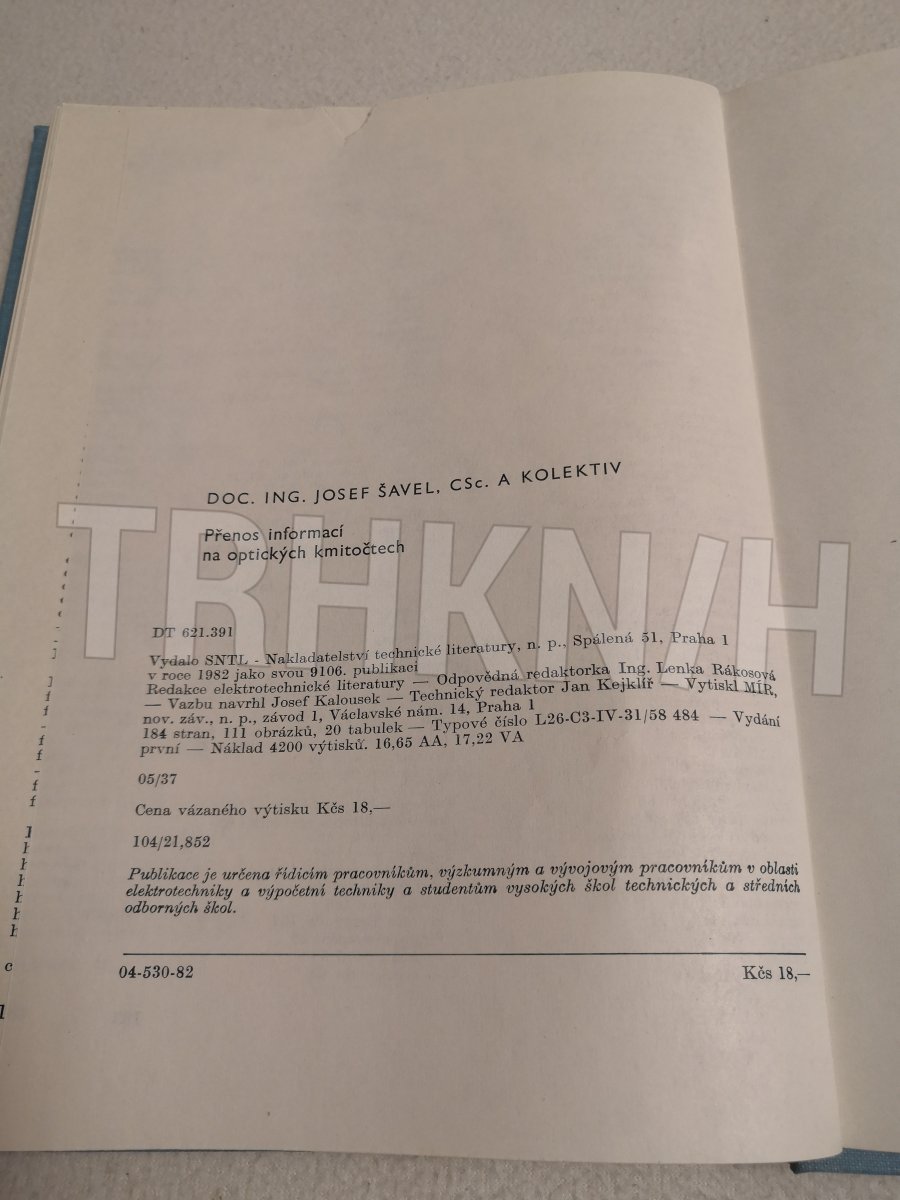 DOC. ING. JOSEF ŠAVEL, CSc. A KOLEKTIV
Přenos informací
na optických kmitočtech
TRHKN/H
DT 621.391
Vydalo SNTL - Nakladatelství technické literatury, n. p., Spálená 51, Praha 1
v roce 1982 jako svou 9106. publikaci
Redakce elektrotechnické literatury — Odpovědná redaktorka Ing. Lenka Rákosová
— Vazbu navrhl Josef Kalousek — Technický redaktor Jan Kejklíř — Vytiskl MÍR,
nov. záv., n. p., závod 1, Václavské nám. 14, Praha 1
184 stran, 111 obrázků, 20 tabulek — Typové číslo L26-C3-IV-31/58 484 — Vydání
první — Náklad 4200 výtisků. 16,65 AA, 17,22 VA
05/37
Cena vázaného výtisku Kčs 18,—
104/21,852
Publikace je určena řídicím pracovníkům, výzkumným a vývojovým pracovníkům v oblasti
elektrotechniky a výpočetní techniky a studentům vysokých škol technických a středních
odborných škol.
04-530-82 Kčs 18,—